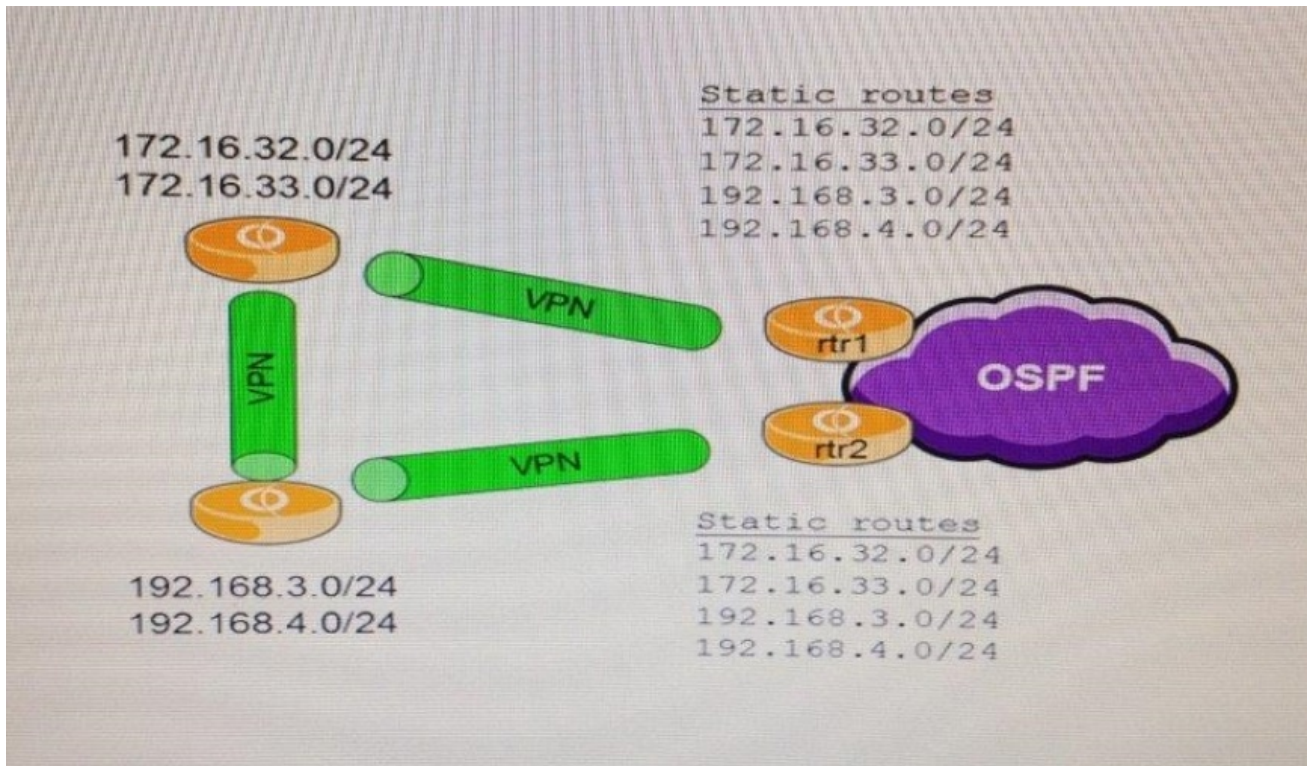 172.16.32.0/24
172.16.33.0/24
Static routes
172.16.32.0/24
172.16.33.0/24
192.168.3.0/24
192.168.4.0/24
VPN
VPN
VPN
rtr1
rtr2
OSPF
192.168.3.0/24
192.168.4.0/24
Static routes
172.16.32.0/24
172.16.33.0/24
192.168.3.0/24
192.168.4.0/24